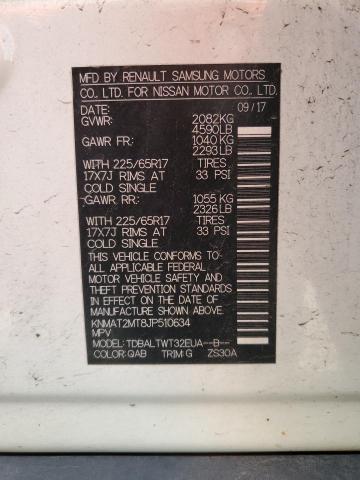 MFD BY RENAULT SAMSUNG MOTORS
CO. LTD. FOR NISSAN MOTOR CO., LTD.
DATE: 09/17
GVWR: 2082KG
4590LB
GAWR FR: 1040 KG
2293LB
WITH 225/65R17 TIRES
17X7J RIMS AT 33 PSI
COLD SINGLE
GAWR RR: 1055 KG
2326LB
WITH 225/65R17 TIRES
17X7J RIMS AT 33 PSI
COLD SINGLE
THIS VEHICLE CONFORMS TO
ALL APPLICABLE FEDERAL
MOTOR VEHICLE SAFETY AND
THEFT PREVENTION STANDARDS
IN EFFECT ON THE DATE OF
MANUFACTURE SHOWN ABOVE.
KNMAT2MT8JP510634
MPV
MODEL: TDBALTWT32EUA--B--
COLOR:QAB TRIM:G ZS30A